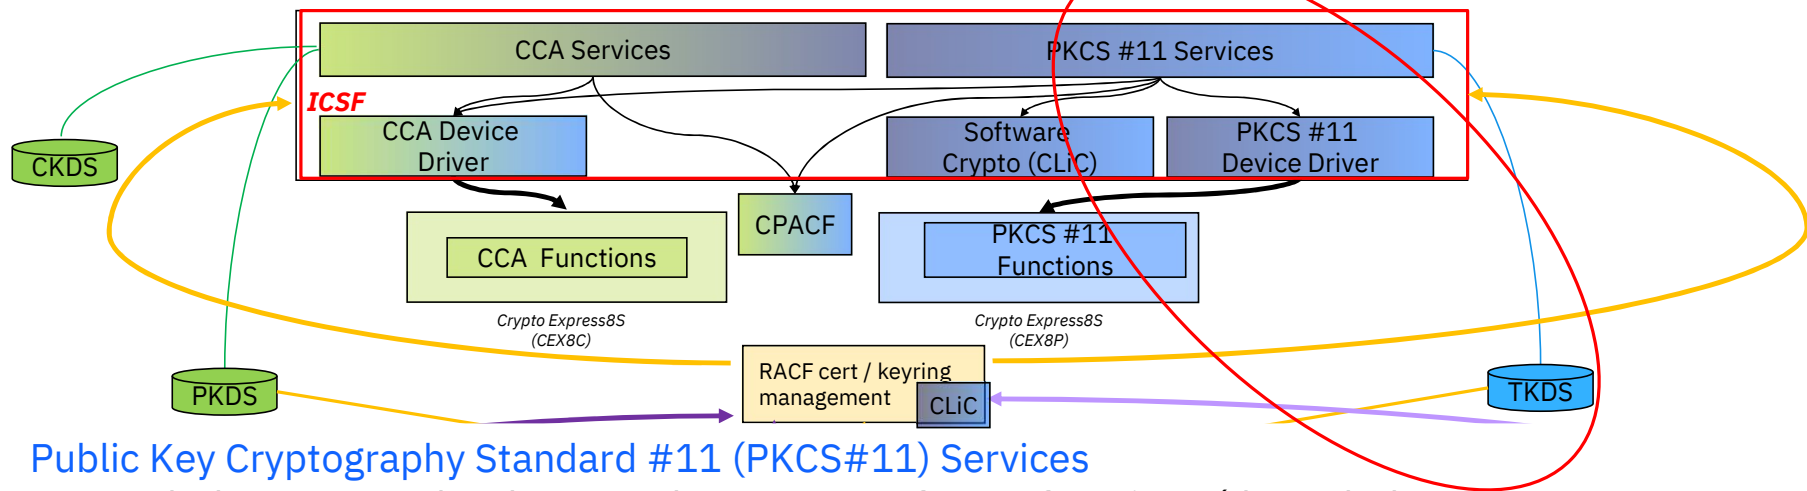 CCA Services
PKCS #11 Services
ICSF
CCA Device
Driver
Software
Crypto (CLiC)
PKCS #11
Device Driver
CKDS
CPACF
CCA Functions
PKCS #11
Functions
Crypto Express8S
(CEX8C)
Crypto Express8S
(CEX8P)
RACF cert / keyring
management
CLiC
PKDS
TKDS
Public Key Cryptography Standard #11 (PKCS#11) Services